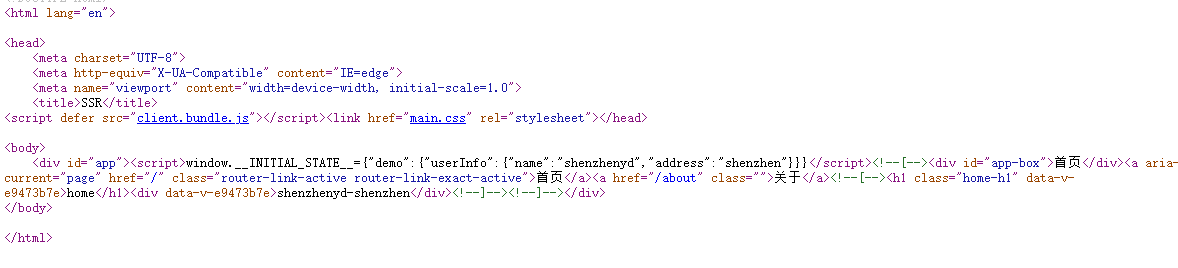 <html lang="en">
<head>
<meta charset="UTF-8">
<meta http-equiv="X-UA-Compatible" content="IE=edge">
<meta name="viewport" content="width=device-width, initial-scale=1.0">
<title>SSR</title>
<script defer src="client.bundle.js"></script><link href="main.css" rel="stylesheet"></head>
<body>
<div id="app"><script>window.__INITIAL_STATE__={"demo":{"userInfo":{"name":"shenzhenyd","address":"shenzhen"}}}</script><!--[--><div id="app-box">首页</div><a aria-
current="page" href="/" class="router-link-active router-link-exact-active">首页</a><a href="/about" class="">关于</a><!--[--><h1 class="home-h1" data-v-
e9473b7e>home</h1><div data-v-e9473b7e>shenzhenyd-shenzhen</div><!--]--><!--]--></div>
</body>
</html>